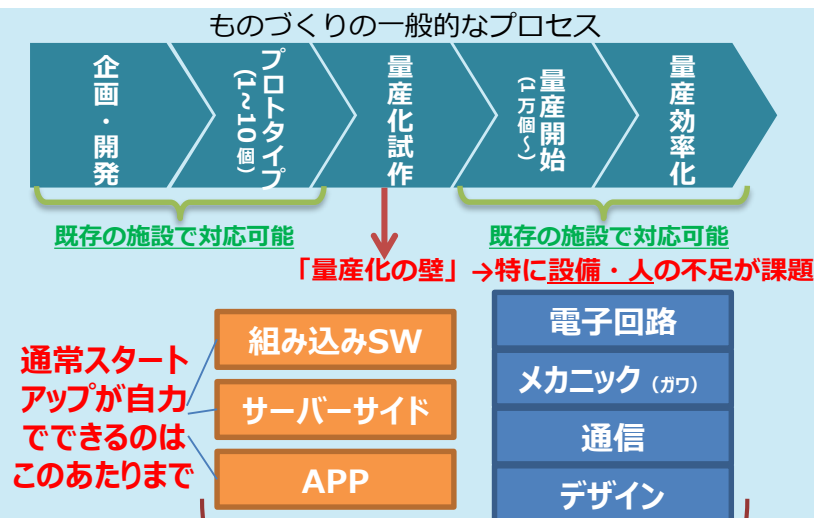 ものづくりの一般的なプロセス
企画・開発
プロトタイプ
(1~10個)
量産化試作
量産開始
(1万個~)
量産効率化
既存の施設で対応可能
既存の施設で対応可能
「量産化の壁」→特に設備・人の不足が課題
通常スタート
アップが自力
でできるのは
このあたりまで
組み込みSW
サーバーサイド
APP
電子回路
メカニック(ガワ)
通信
デザイン